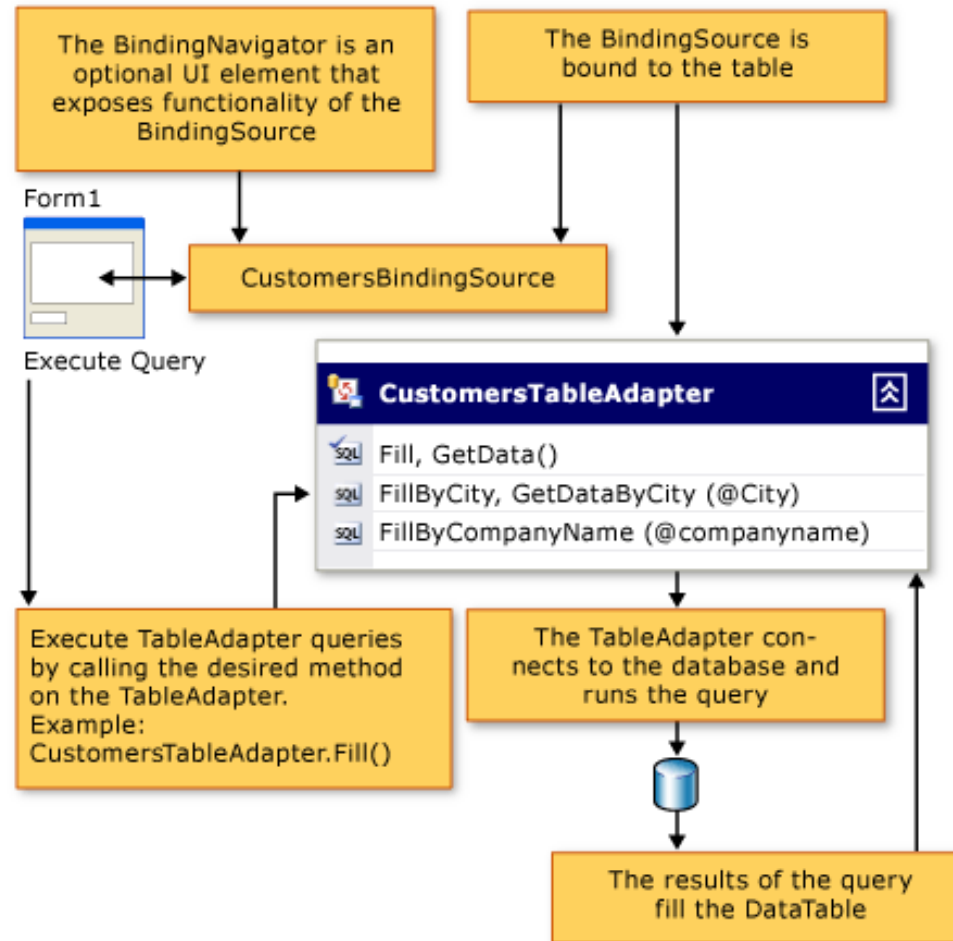 The BindingNavigator is an
optional UI element that
exposes functionality of the
BindingSource
The BindingSource is
bound to the table
Form1
CustomersBindingSource
Execute Query
CustomersTableAdapter
SQL Fill, GetData()
SQL FillByCity, GetDataByCity (@City)
SQL FillByCompanyName (@companyname)
Execute TableAdapter queries
by calling the desired method
on the TableAdapter.
Example:
CustomersTableAdapter.Fill()
The TableAdapter con-
nects to the database and
runs the query
The results of the query
fill the DataTable